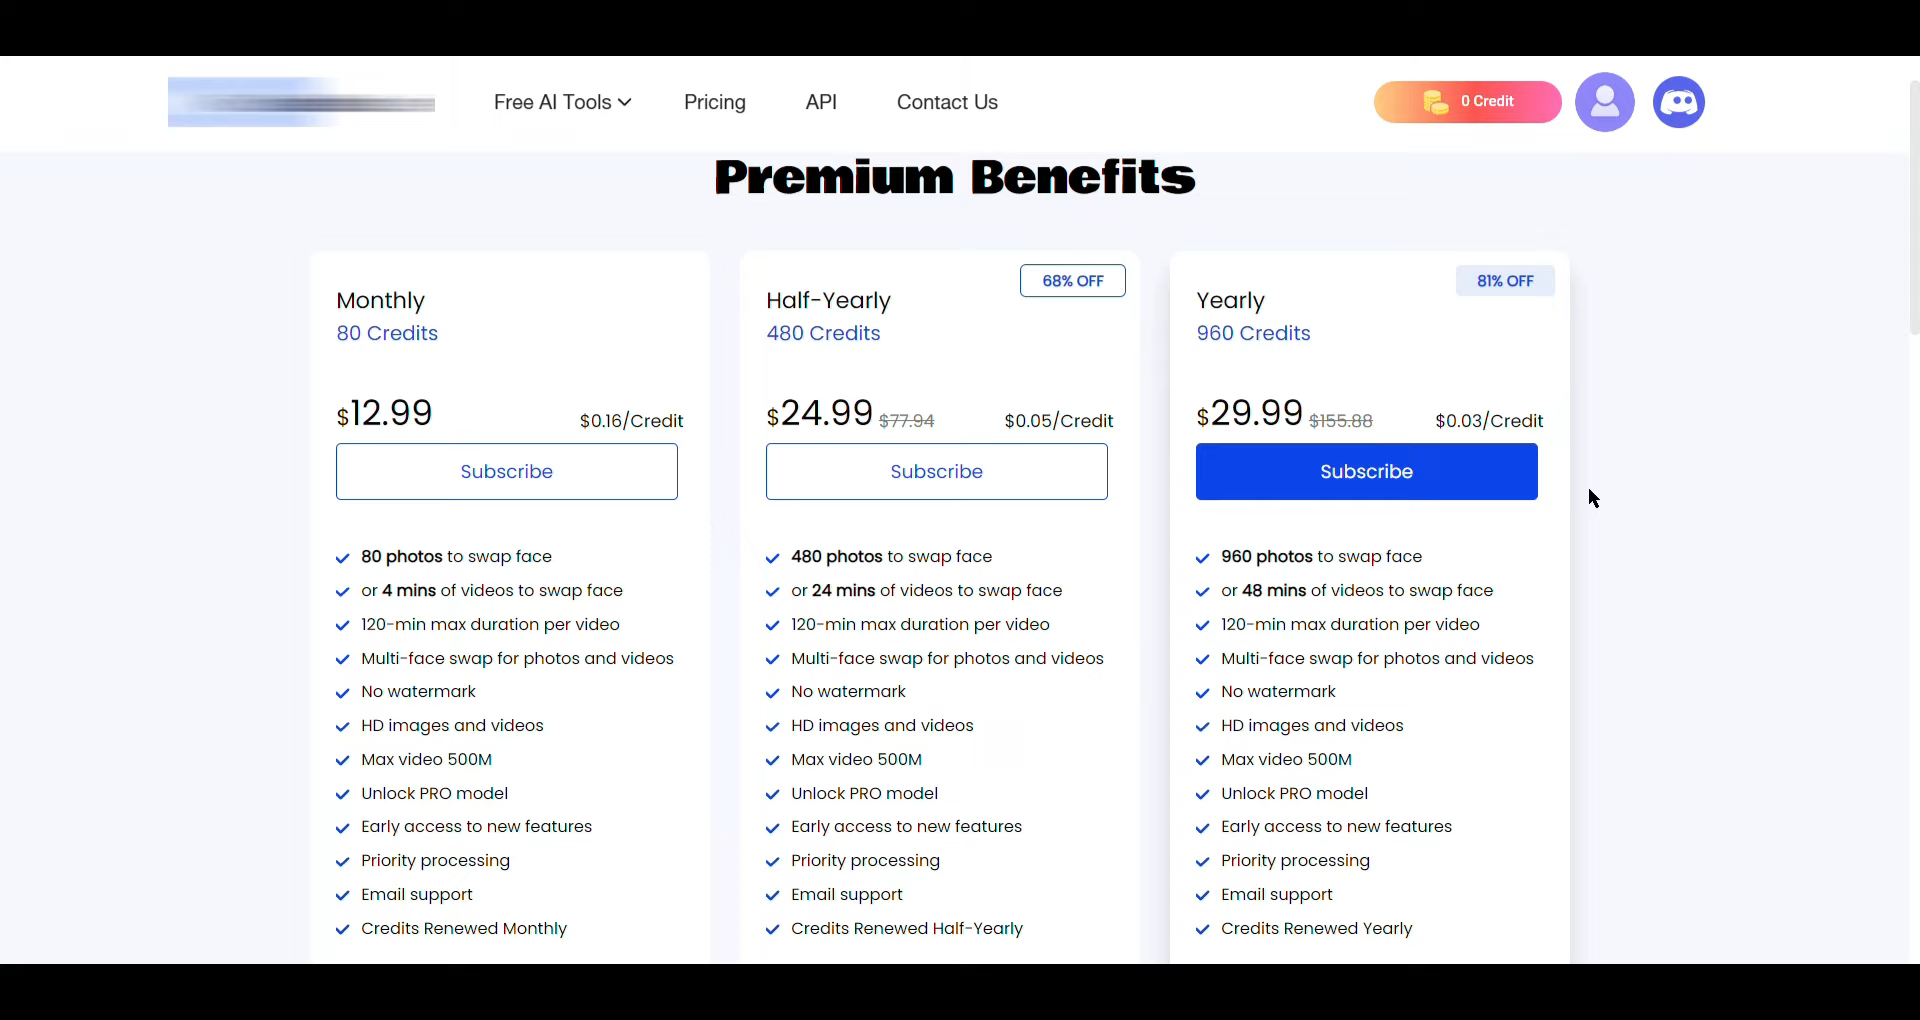 Free AI Tools
Pricing
API
Contact Us
0 Credit
Premium Benefits
Monthly
80 Credits
$12.99
$0.16/Credit
Subscribe
80 photos to swap face
or 4 mins of videos to swap face
120-min max duration per video
Multi-face swap for photos and videos
No watermark
HD images and videos
Max video 500M
Unlock PRO model
Early access to new features
Priority processing
Email support
Credits Renewed Monthly
68% OFF
Half-Yearly
480 Credits
$24.99 $77.94
$0.05/Credit
Subscribe
480 photos to swap face
or 24 mins of videos to swap face
120-min max duration per video
Multi-face swap for photos and videos
No watermark
HD images and videos
Max video 500M
Unlock PRO model
Early access to new features
Priority processing
Email support
Credits Renewed Half-Yearly
81% OFF
Yearly
960 Credits
$29.99 $155.88
$0.03/Credit
Subscribe
960 photos to swap face
or 48 mins of videos to swap face
120-min max duration per video
Multi-face swap for photos and videos
No watermark
HD images and videos
Max video 500M
Unlock PRO model
Early access to new features
Priority processing
Email support
Credits Renewed Yearly